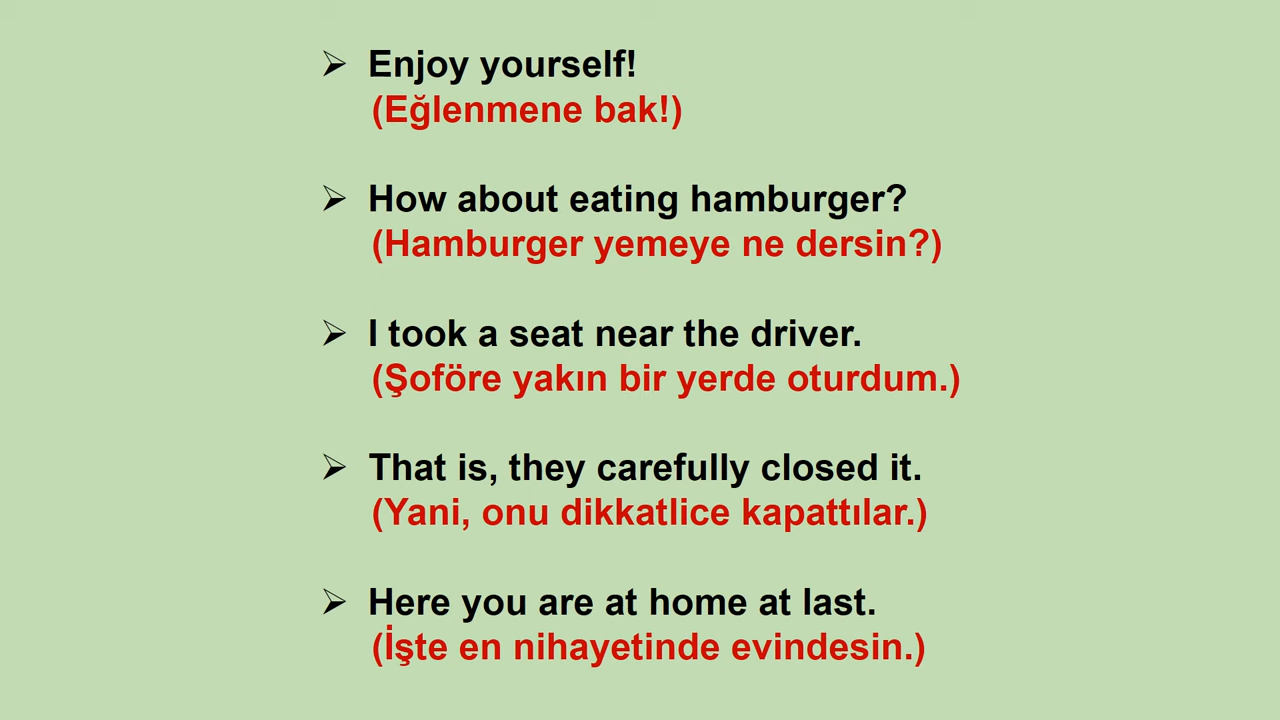 ➢ Enjoy yourself!
(Eğlenmene bak!)
➢ How about eating hamburger?
(Hamburger yemeye ne dersin?)
➢ I took a seat near the driver.
(Şoföre yakın bir yerde oturdum.)
➢ That is, they carefully closed it.
(Yani, onu dikkatlice kapattılar.)
➢ Here you are at home at last.
(İşte en nihayetinde evindesin.)